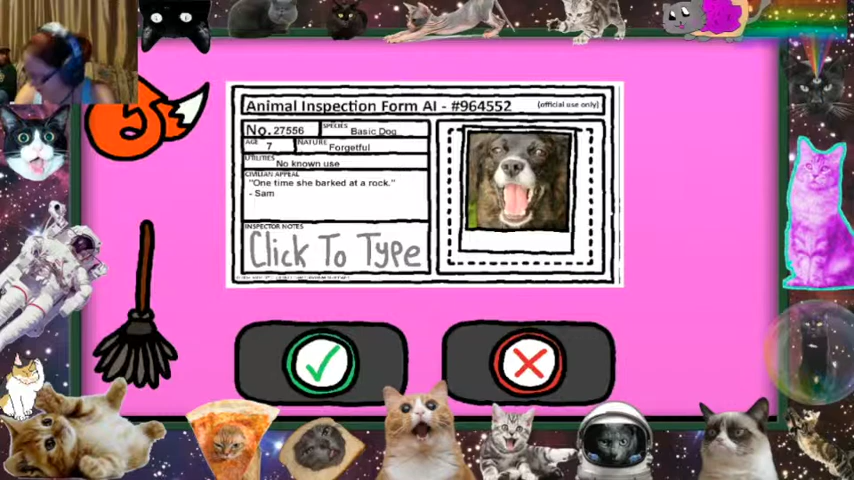 Animal Inspection Form AI - #964552 (official use only)
No. 27556 SPECIES Basic Dog
AGE 7 NATURE Forgetful
UTILITIES No known use
CIVILIAN APPEAL
"One time she barked at a rock."
- Sam
INSPECTOR NOTES
Click To Type